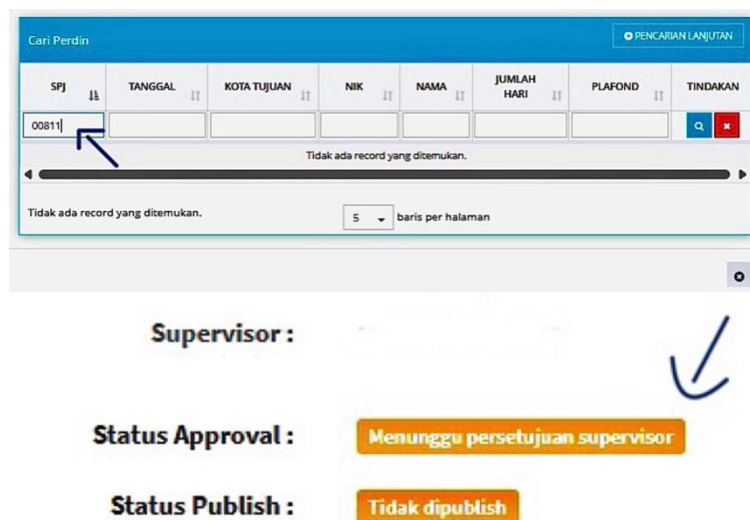 Cari Perdin
PENCARIAN LANJUTAN
SPJ TANGGAL KOTA TUJUAN NIK NAMA JUMLAH HARI PLAFOND TINDAKAN
00811
Tidak ada record yang ditemukan.
Tidak ada record yang ditemukan.
5 baris per halaman
Supervisor :
Status Approval : Menunggu persetujuan supervisor
Status Publish : Tidak dipublish